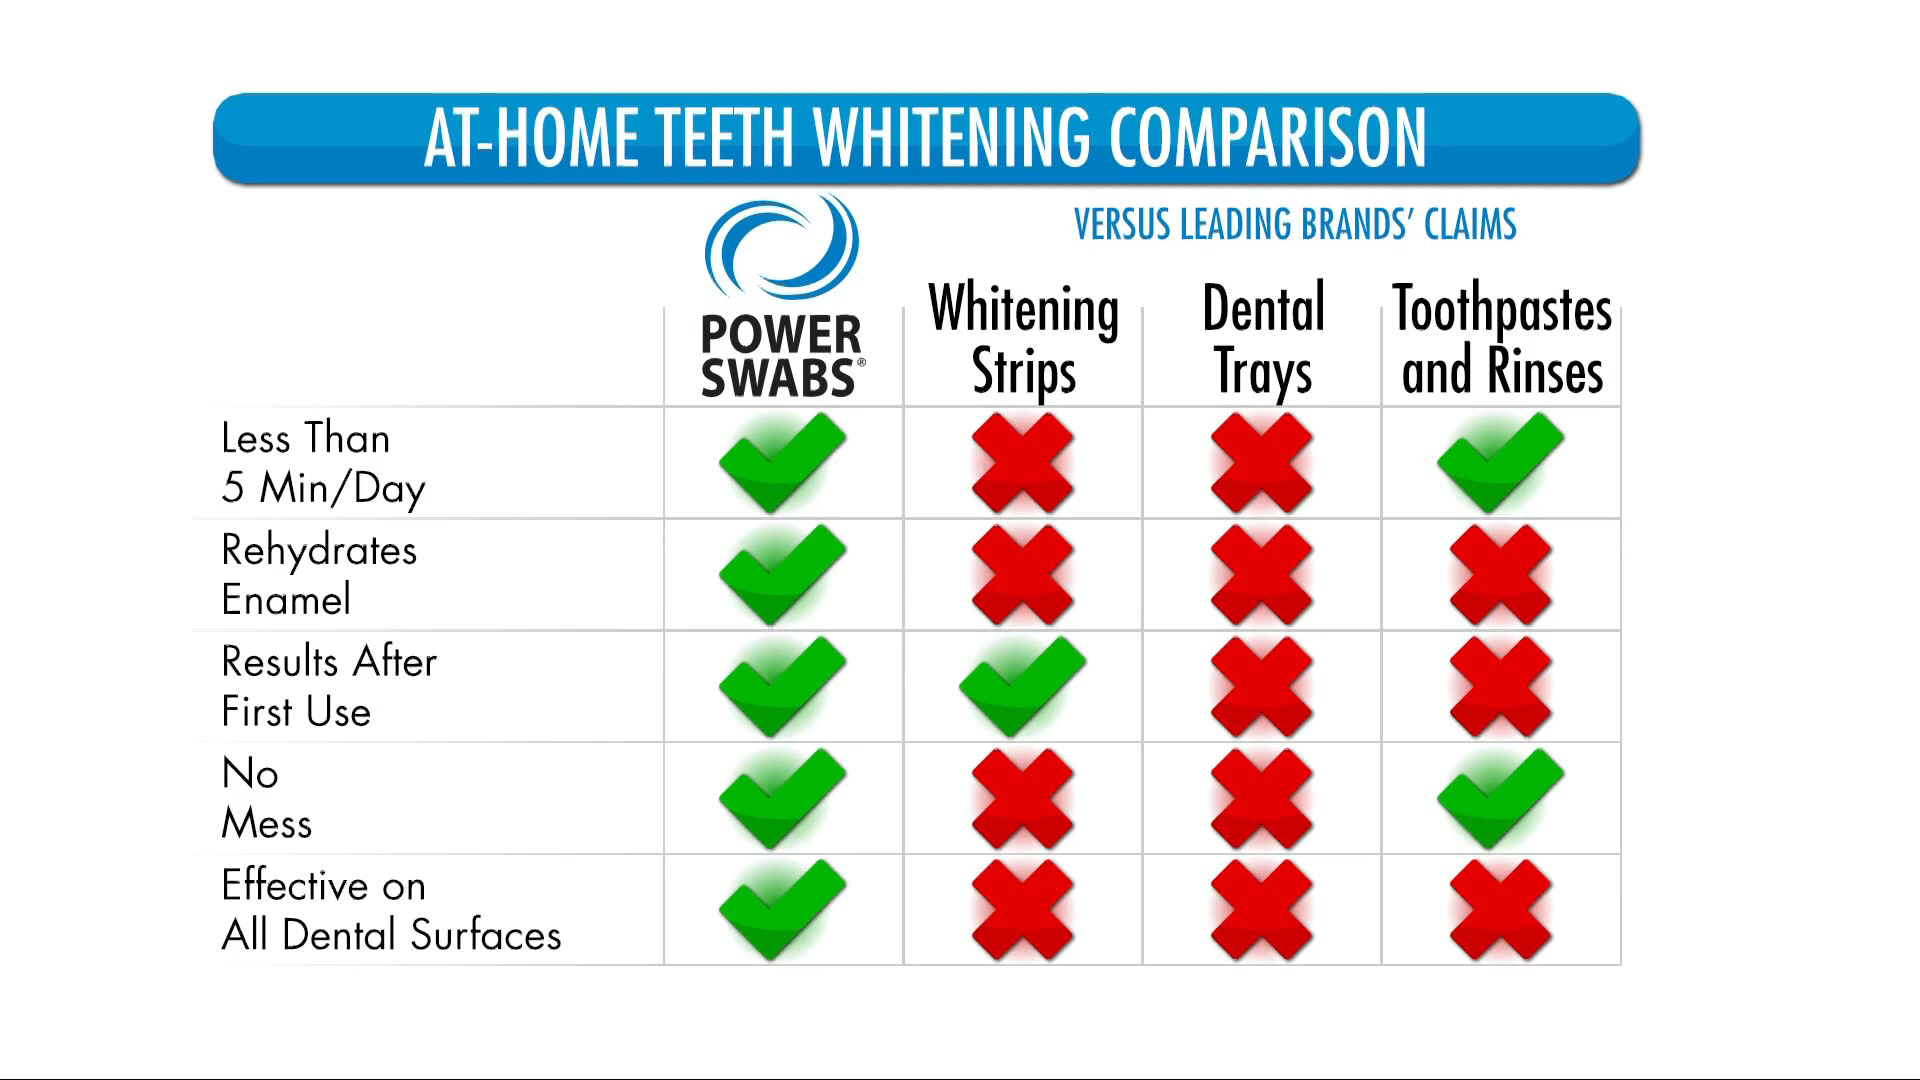 AT-HOME TEETH WHITENING COMPARISON
VERSUS LEADING BRANDS’ CLAIMS
POWER
SWABS®
Whitening
Strips
Dental
Trays
Toothpastes
and Rinses
Less Than
5 Min/Day
Rehydrates
Enamel
Results After
First Use
No
Mess
Effective on
All Dental Surfaces